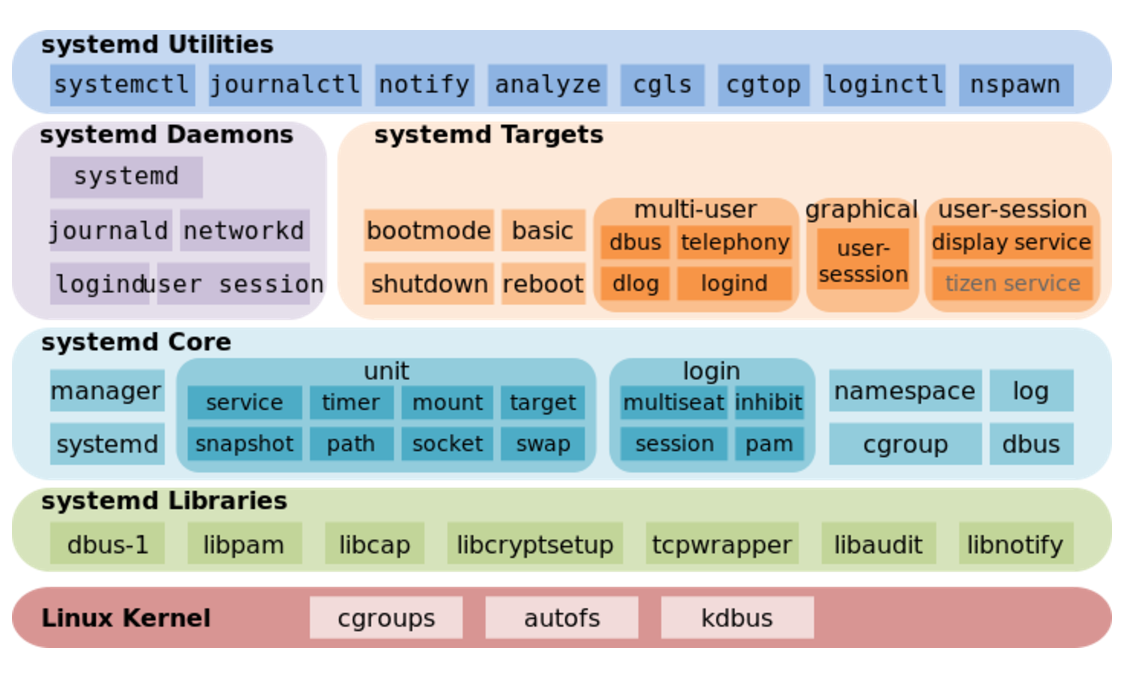 systemd Utilities
systemctl journalctl notify analyze cgls cgtop loginctl nspawn
systemd Daemons
systemd
journald networkd
logind user session
systemd Targets
bootmode basic
shutdown reboot
multi-user
dbus telephony
dlog logind
graphical
user-
sesssion
user-session
display service
tizen service
systemd Core
manager
systemd
unit
service timer mount target
snapshot path socket swap
login
multiseat inhibit
session pam
namespace log
cgroup dbus
systemd Libraries
dbus-1 libpam libcap libcryptsetup tcpwrapper libaudit libnotify
Linux Kernel cgroups autofs kdbus